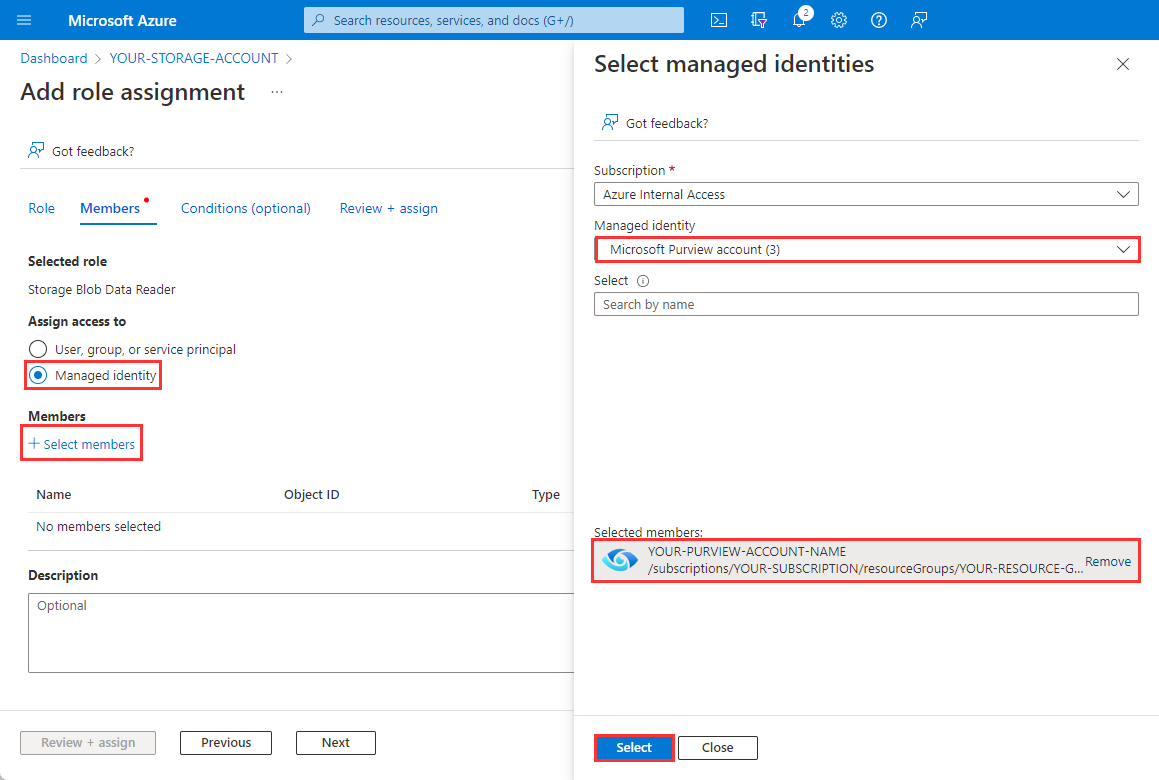 Microsoft Azure
Search resources, services, and docs (G+/)
2
Dashboard > YOUR-STORAGE-ACCOUNT >
Add role assignment ...
Got feedback?
Role Members Conditions (optional) Review + assign
Selected role
Storage Blob Data Reader
Assign access to
User, group, or service principal
Managed identity
Members
+ Select members
Name Object ID Type
No members selected
Description
Optional
Review + assign Previous Next
Select managed identities
Got feedback?
Subscription *
Azure Internal Access
Managed identity
Microsoft Purview account (3)
Select
Search by name
Selected members:
YOUR-PURVIEW-ACCOUNT-NAME
/subscriptions/YOUR-SUBSCRIPTION/resourceGroups/YOUR-RESOURCE-G... Remove
Select Close